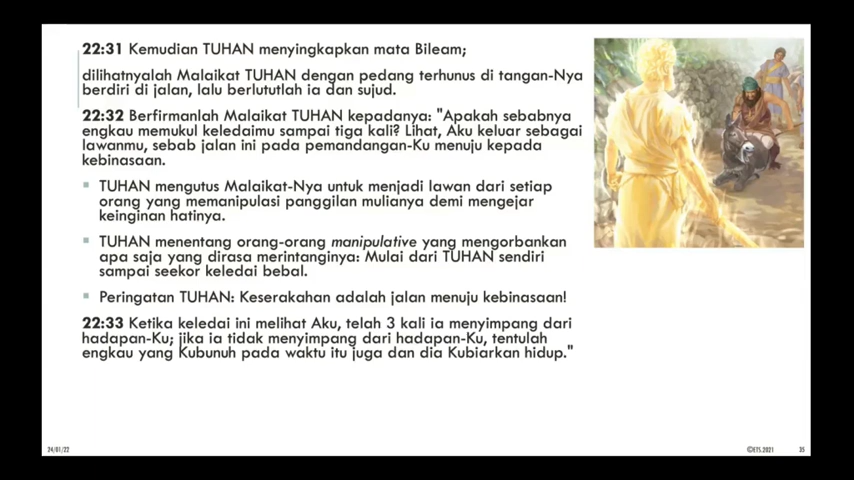 22:31 Kemudian TUHAN menyingkapkan mata Bileam;
dilihatnyalah Malaikat TUHAN dengan pedang terhunus di tangan-Nya
berdiri di jalan, lalu berlututlah ia dan sujud.
22:32 Berfirmanlah Malaikat TUHAN kepadanya: "Apakah sebabnya
engkau memukul keledaimu sampai tiga kali? Lihat, Aku keluar sebagai
lawanmu, sebab jalan ini pada pemandangan-Ku menuju kepada
kebinasaan.
▪ TUHAN mengutus Malaikat-Nya untuk menjadi lawan dari setiap
orang yang memanipulasi panggilan mulianya demi mengejar
keinginan hatinya.
▪ TUHAN menentang orang-orang manipulative yang mengorbankan
apa saja yang dirasa merintanginya: Mulai dari TUHAN sendiri
sampai seekor keledai bebal.
▪ Peringatan TUHAN: Keserakahan adalah jalan menuju kebinasaan!
22:33 Ketika keledai ini melihat Aku, telah 3 kali ia menyimpang dari
hadapan-Ku; jika ia tidak menyimpang dari hadapan-Ku, tentulah
engkau yang Kubunuh pada waktu itu juga dan dia Kubiarkan hidup."
24/01/22
©ETS.2021
35